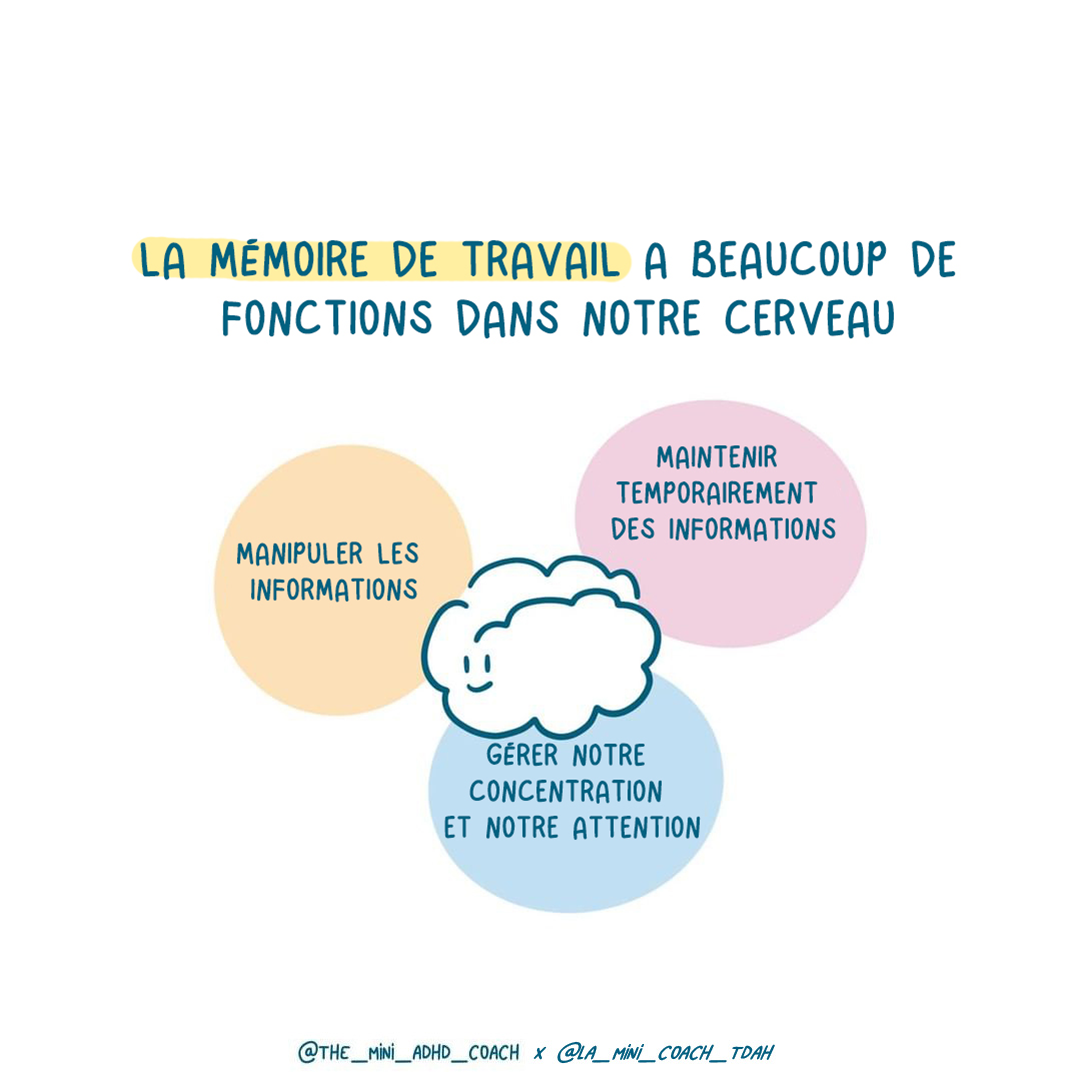 LA MÉMOIRE DE TRAVAIL A BEAUCOUP DE
FONCTIONS DANS NOTRE CERVEAU
MANIPULER LES
INFORMATIONS
MAINTENIR
TEMPORAIREMENT
DES INFORMATIONS
GÉRER NOTRE
CONCENTRATION
ET NOTRE ATTENTION
@THE_MINI_ADHD_COACH X @LA_MINI_COACH_TDAH